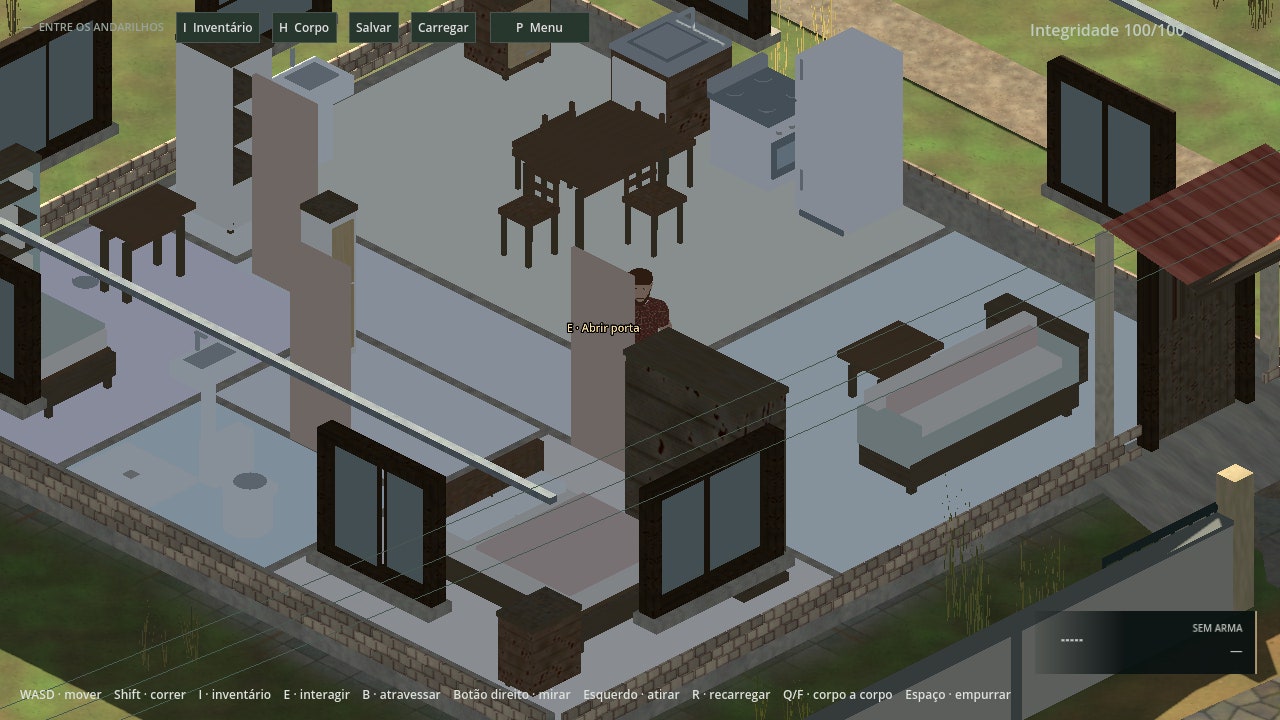 ENTRE OS ANDARILHOS
I Inventário
H Corpo
Salvar
Carregar
P Menu
Integridade 100/100
E · Abrir porta
SEM ARMA
-----
—
WASD · mover Shift · correr I · inventário E · interagir B · atravessar Botão direito · mirar Esquerdo · atirar R · recarregar Q/F · corpo a corpo Espaço · empurrar